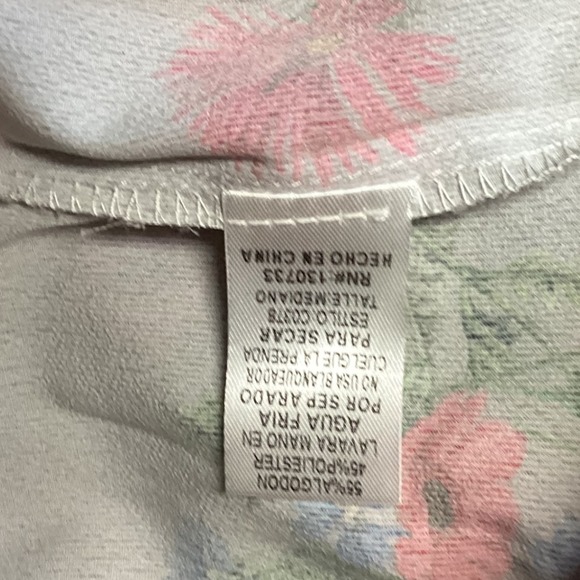 55%ALGODON
45%POLIESTER
LAVARA MANO EN
AGUA FRIA
POR SEP ARADO
NO USA BLANQUEADOR
CUELGUE LA PRENDA
PARA SECAR
ESTILO: C0378
TALLE:MEDIANO
RN#:130733
HECHO EN CHINA